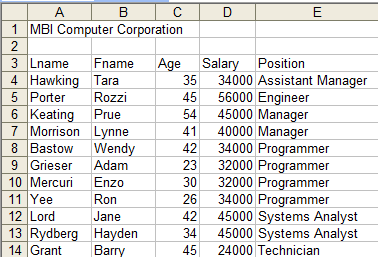 A B C D E
1 MBI Computer Corporation
2
3 Lname Fname Age Salary Position
4 Hawking Tara 35 34000 Assistant Manager
5 Porter Rozzi 45 56000 Engineer
6 Keating Prue 54 45000 Manager
7 Morrison Lynne 41 40000 Manager
8 Bastow Wendy 42 34000 Programmer
9 Grieser Adam 23 32000 Programmer
10 Mercuri Enzo 30 32000 Programmer
11 Yee Ron 26 34000 Programmer
12 Lord Jane 42 45000 Systems Analyst
13 Rydberg Hayden 34 45000 Systems Analyst
14 Grant Barry 45 24000 Technician